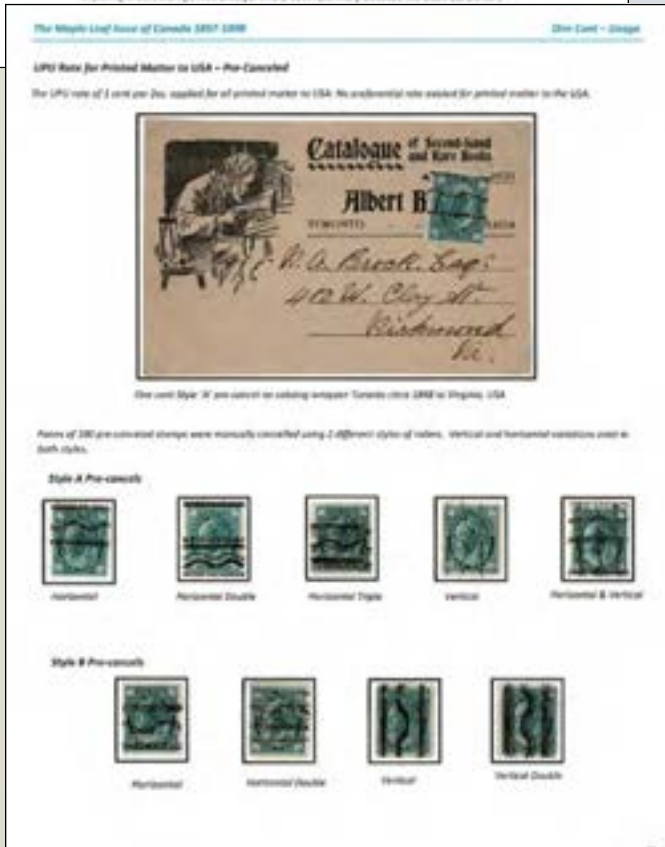 The Maple Leaf Issue of Canada 1897-1898
One Cent – Usage
UPU Rate for Printed Matter to USA – Pre-Canceled
The UPU rate of 1 cent per 2oz. applied for all printed matter to USA. No preferential rate existed for printed matter to the USA.
Catalogue of Second-hand
and Rare Books
Albert B
TORONTO
W. A. Brock. Esq:
402 W. Clay St.
Richmond
Va.
One cent Style 'A' pre-cancel on catalog wrapper Toronto circa 1898 to Virginia, USA
Panes of 100 pre-canceled stamps were manually cancelled using 2 different styles of rollers. Vertical and horizontal variations exist in
both styles.
Style A Pre-cancels
Horizontal
Horizontal Double
Horizontal Triple
Vertical
Horizontal & Vertical
Style B Pre-cancels
Horizontal
Horizontal Double
Vertical
Vertical Double